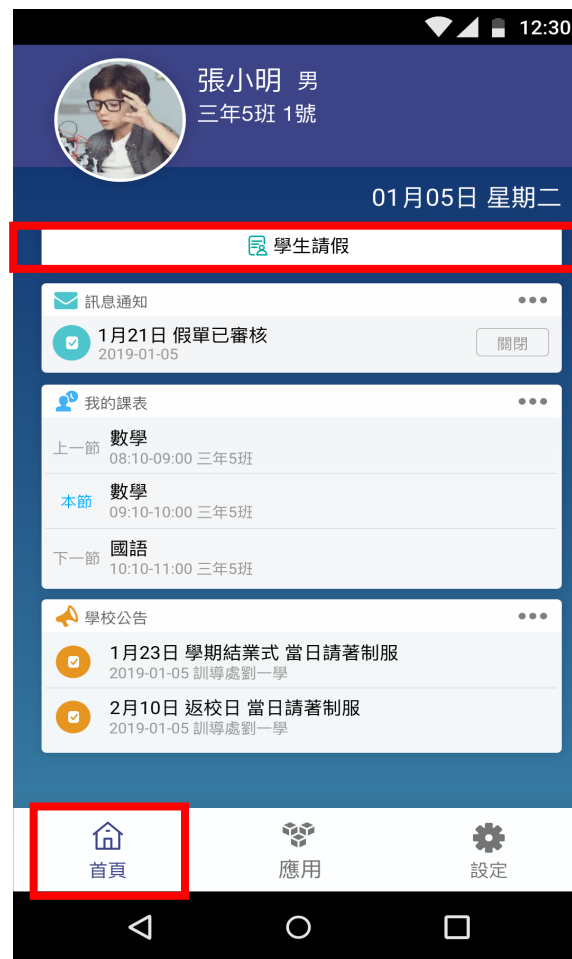 12:30
張小明 男
三年5班 1號
01月05日 星期二
學生請假
訊息通知
1月21日 假單已審核
2019-01-05
關閉
我的課表
上一節 數學
08:10-09:00 三年5班
本節 數學
09:10-10:00 三年5班
下一節 國語
10:10-11:00 三年5班
學校公告
1月23日 學期結業式 當日請著制服
2019-01-05 訓導處劉一學
2月10日 返校日 當日請著制服
2019-01-05 訓導處劉一學
首頁 應用 設定